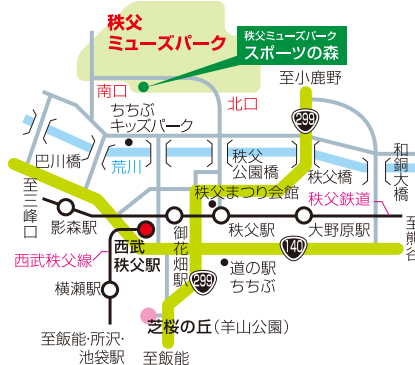 秩父
ミューズパーク
秩父ミューズパーク
スポーツの森
至小鹿野
南口
北口
299
ちちぶ
キッズパーク
巴川橋
荒川
秩父
公園橋
秩父橋
和銅大橋
至三峰口
秩父まつり会館
秩父鉄道
影森駅
西武
秩父駅
御花畑駅
秩父駅
大野原駅
至熊谷
西武秩父線
140
道の駅
ちちぶ
横瀬駅
299
芝桜の丘(羊山公園)
至飯能・所沢・
池袋駅
至飯能